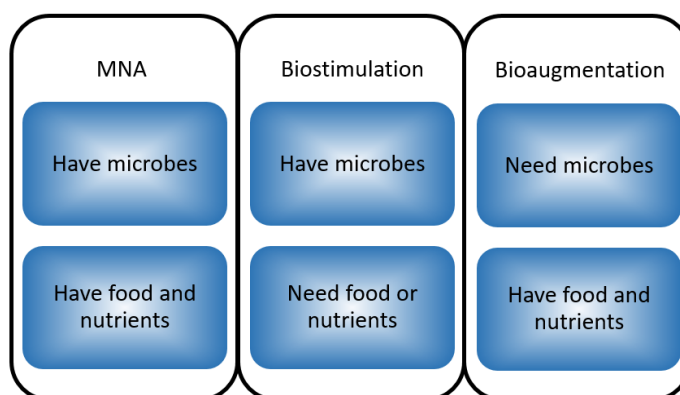 MNA
Have microbes
Have food and
nutrients
Biostimulation
Have microbes
Need food or
nutrients
Bioaugmentation
Need microbes
Have food and
nutrients